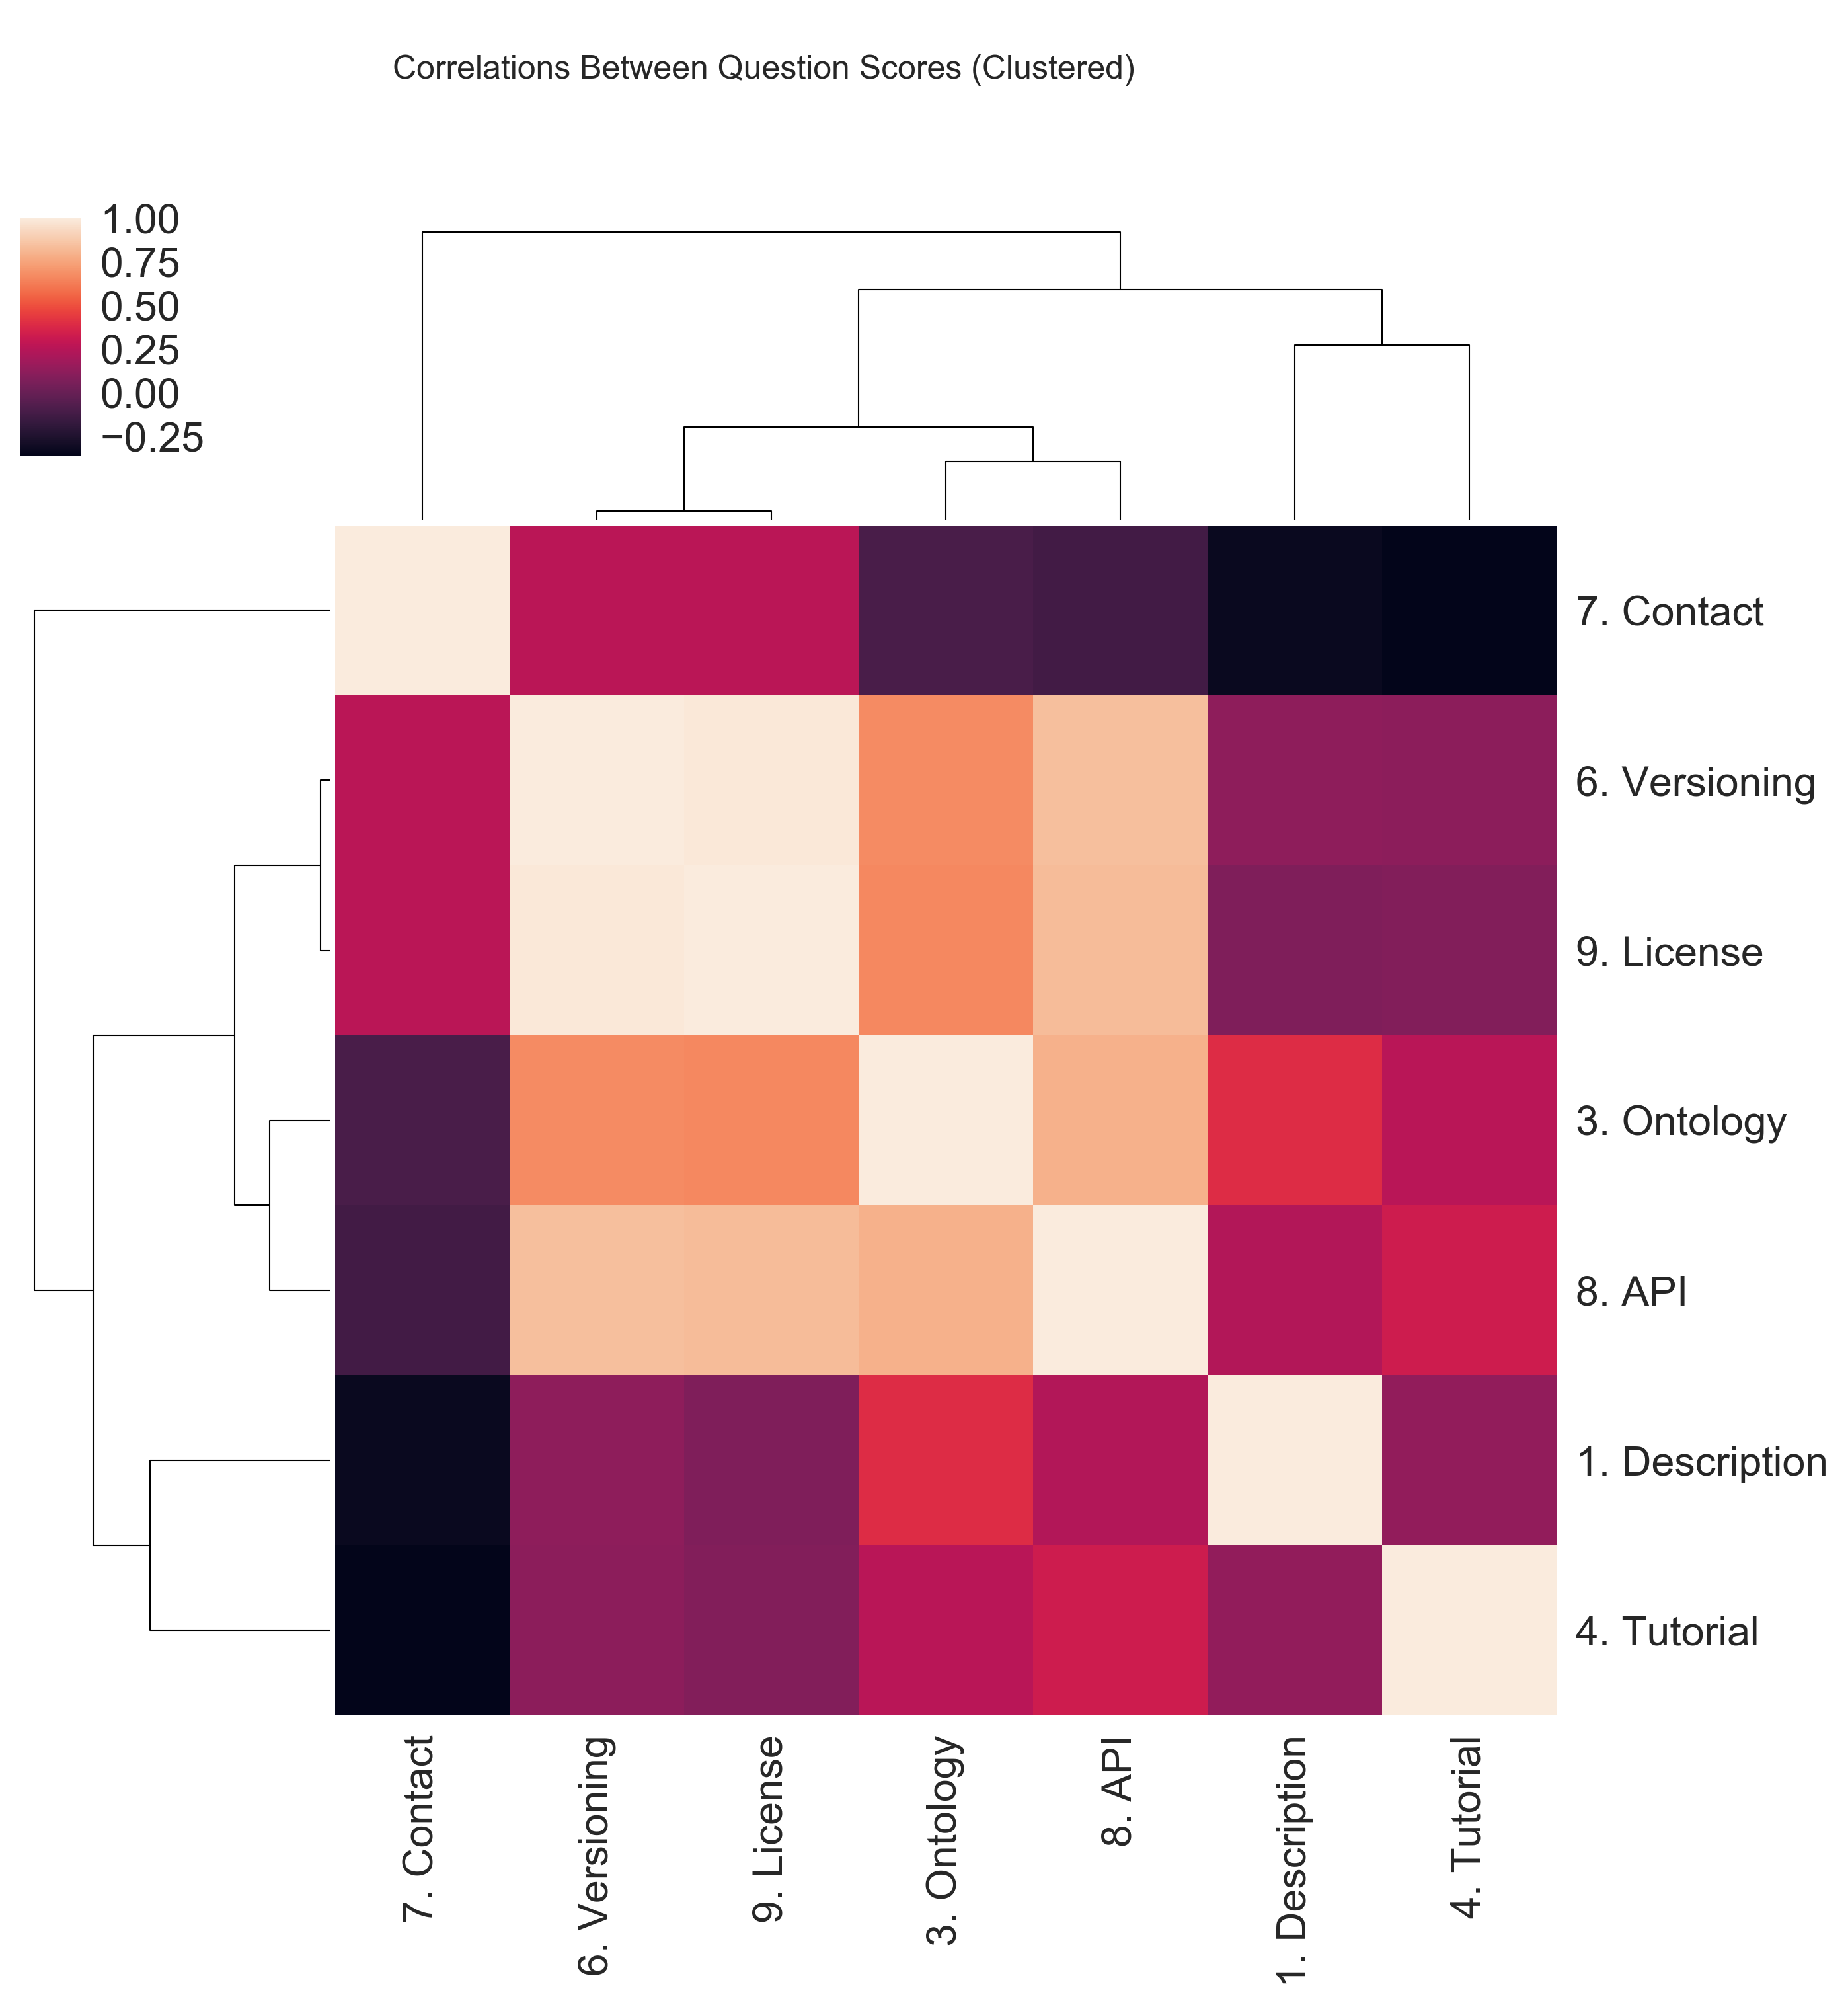 Correlations Between Question Scores (Clustered)
1.00
0.75
0.50
0.25
0.00
−0.25
7. Contact
6. Versioning
9. License
3. Ontology
8. API
1. Description
4. Tutorial
7. Contact
6. Versioning
9. License
3. Ontology
8. API
1. Description
4. Tutorial